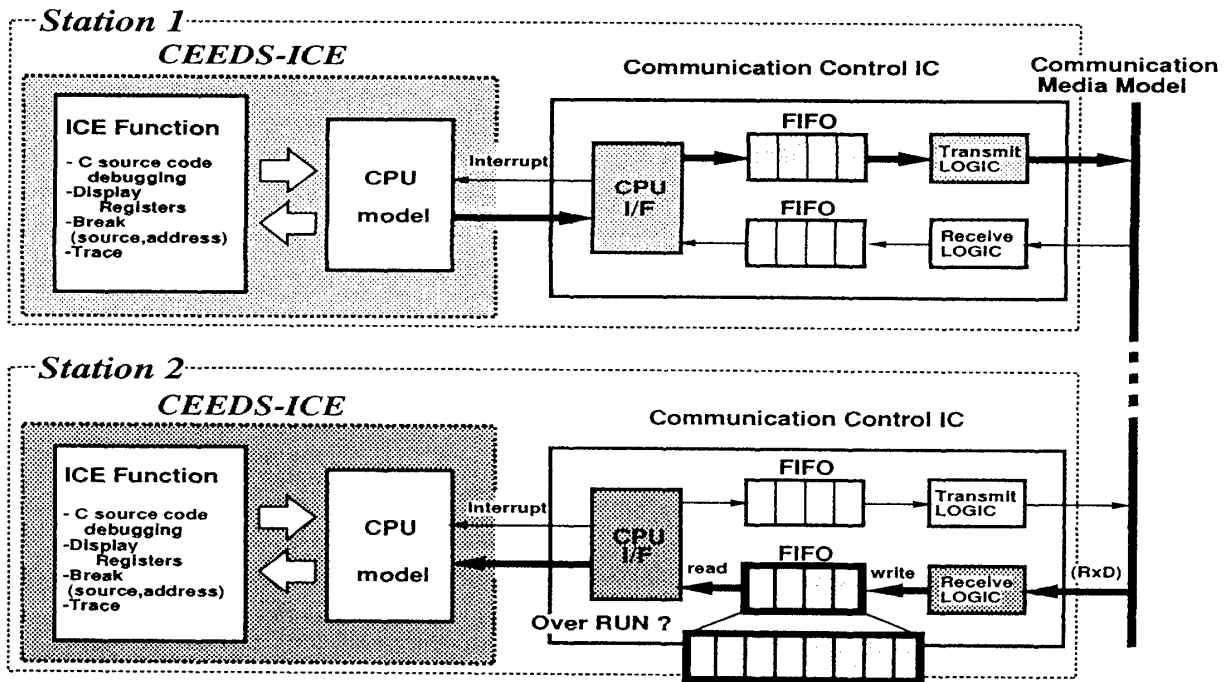 Station 1
CEEDS-ICE
ICE Function
- C source code
debugging
-Display
Registers
-Break
(source,address)
-Trace
CPU
model
Interrupt
Communication Control IC
CPU
I/F
FIFO
Transmit
LOGIC
FIFO
Receive
LOGIC
Communication
Media Model
Station 2
CEEDS-ICE
ICE Function
- C source code
debugging
-Display
Registers
-Break
(source,address)
-Trace
CPU
model
Interrupt
Communication Control IC
CPU
I/F
FIFO
Transmit
LOGIC
FIFO
read
write
Receive
LOGIC
(RxD)
Over RUN ?